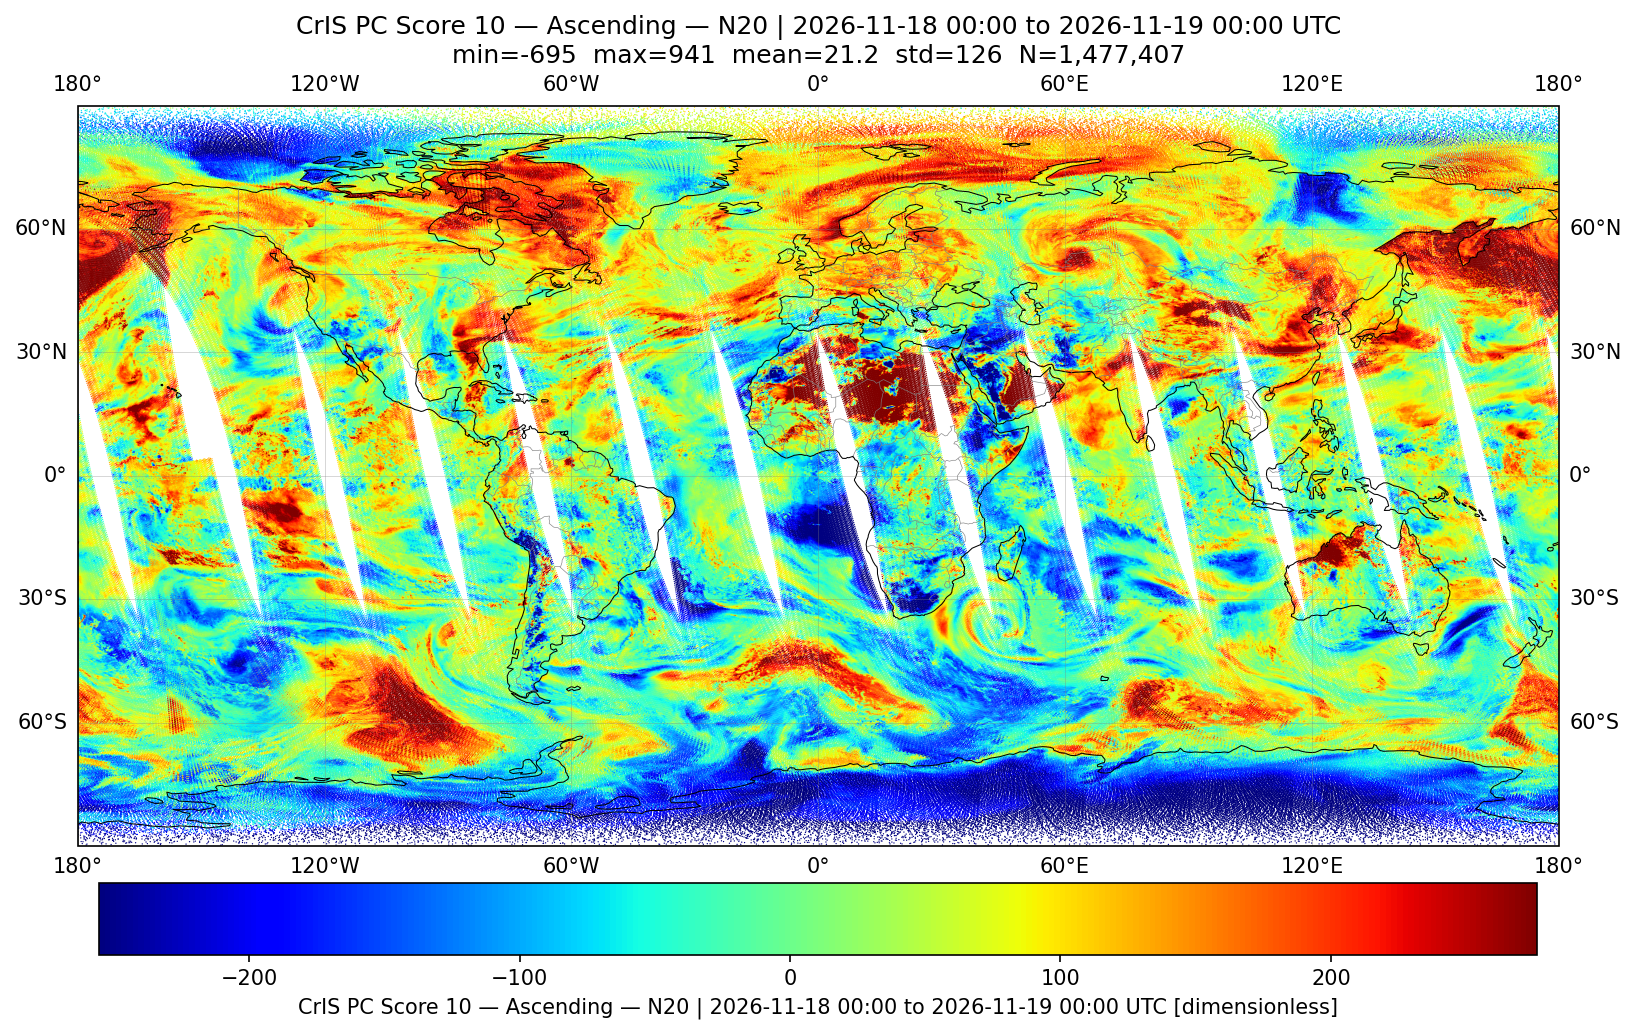 CrIS PC Score 10 — Ascending — N20 | 2026-11-18 00:00 to 2026-11-19 00:00 UTC
min=-695  max=941  mean=21.2  std=126  N=1,477,407
180° 120°W 60°W 0° 60°E 120°E 180°
60°N 60°N
30°N 30°N
0° 0°
30°S 30°S
60°S 60°S
180° 120°W 60°W 0° 60°E 120°E 180°
−200 −100 0 100 200
CrIS PC Score 10 — Ascending — N20 | 2026-11-18 00:00 to 2026-11-19 00:00 UTC [dimensionless]